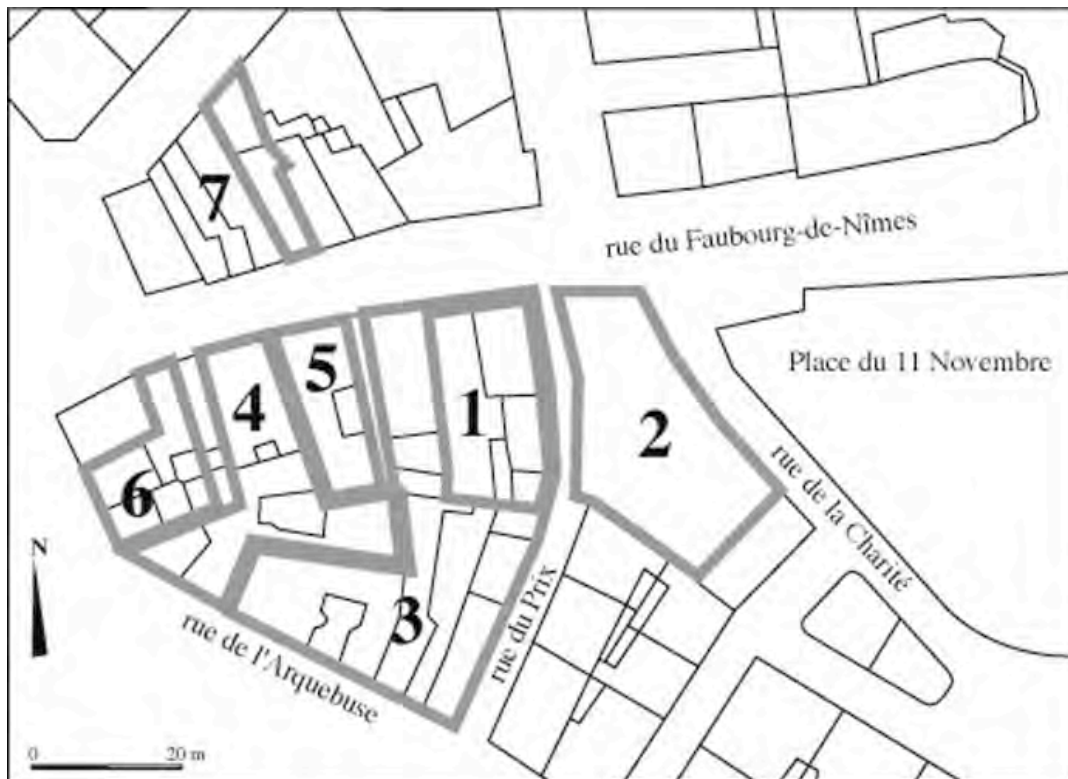 7
rue du Faubourg-de-Nîmes
Place du 11 Novembre
5
4
1
2
6
rue de la Charité
N
3
rue du Prix
rue de l'Arquebuse
0 20 m